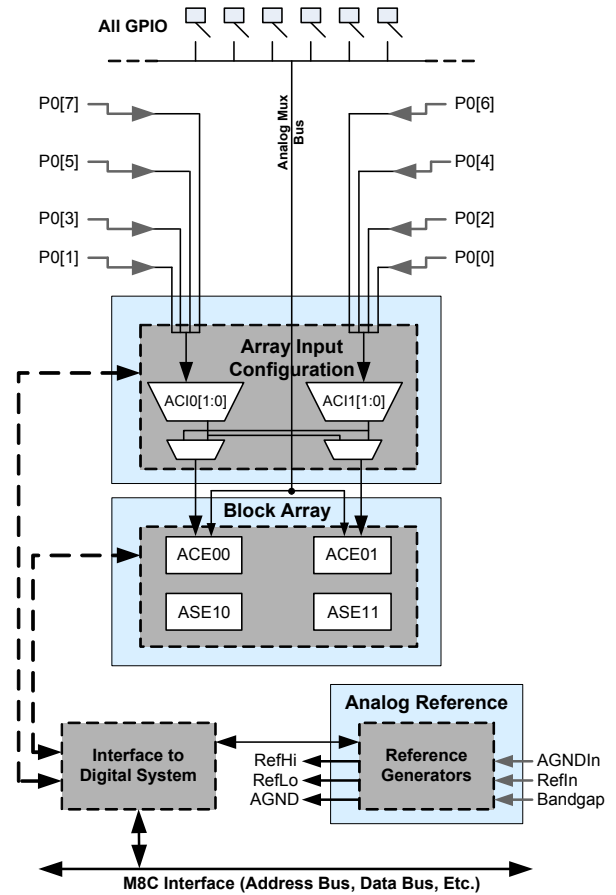 All GPIO
P0[7]
P0[6]
Analog Mux
Bus
P0[5]
P0[4]
P0[3]
P0[2]
P0[1]
P0[0]
Array Input
Configuration
ACI0[1:0]
ACI1[1:0]
Block Array
ACE00
ACE01
ASE10
ASE11
Analog Reference
Interface to
Digital System
RefHi
RefLo
AGND
Reference
Generators
AGNDIn
RefIn
Bandgap
M8C Interface (Address Bus, Data Bus, Etc.)